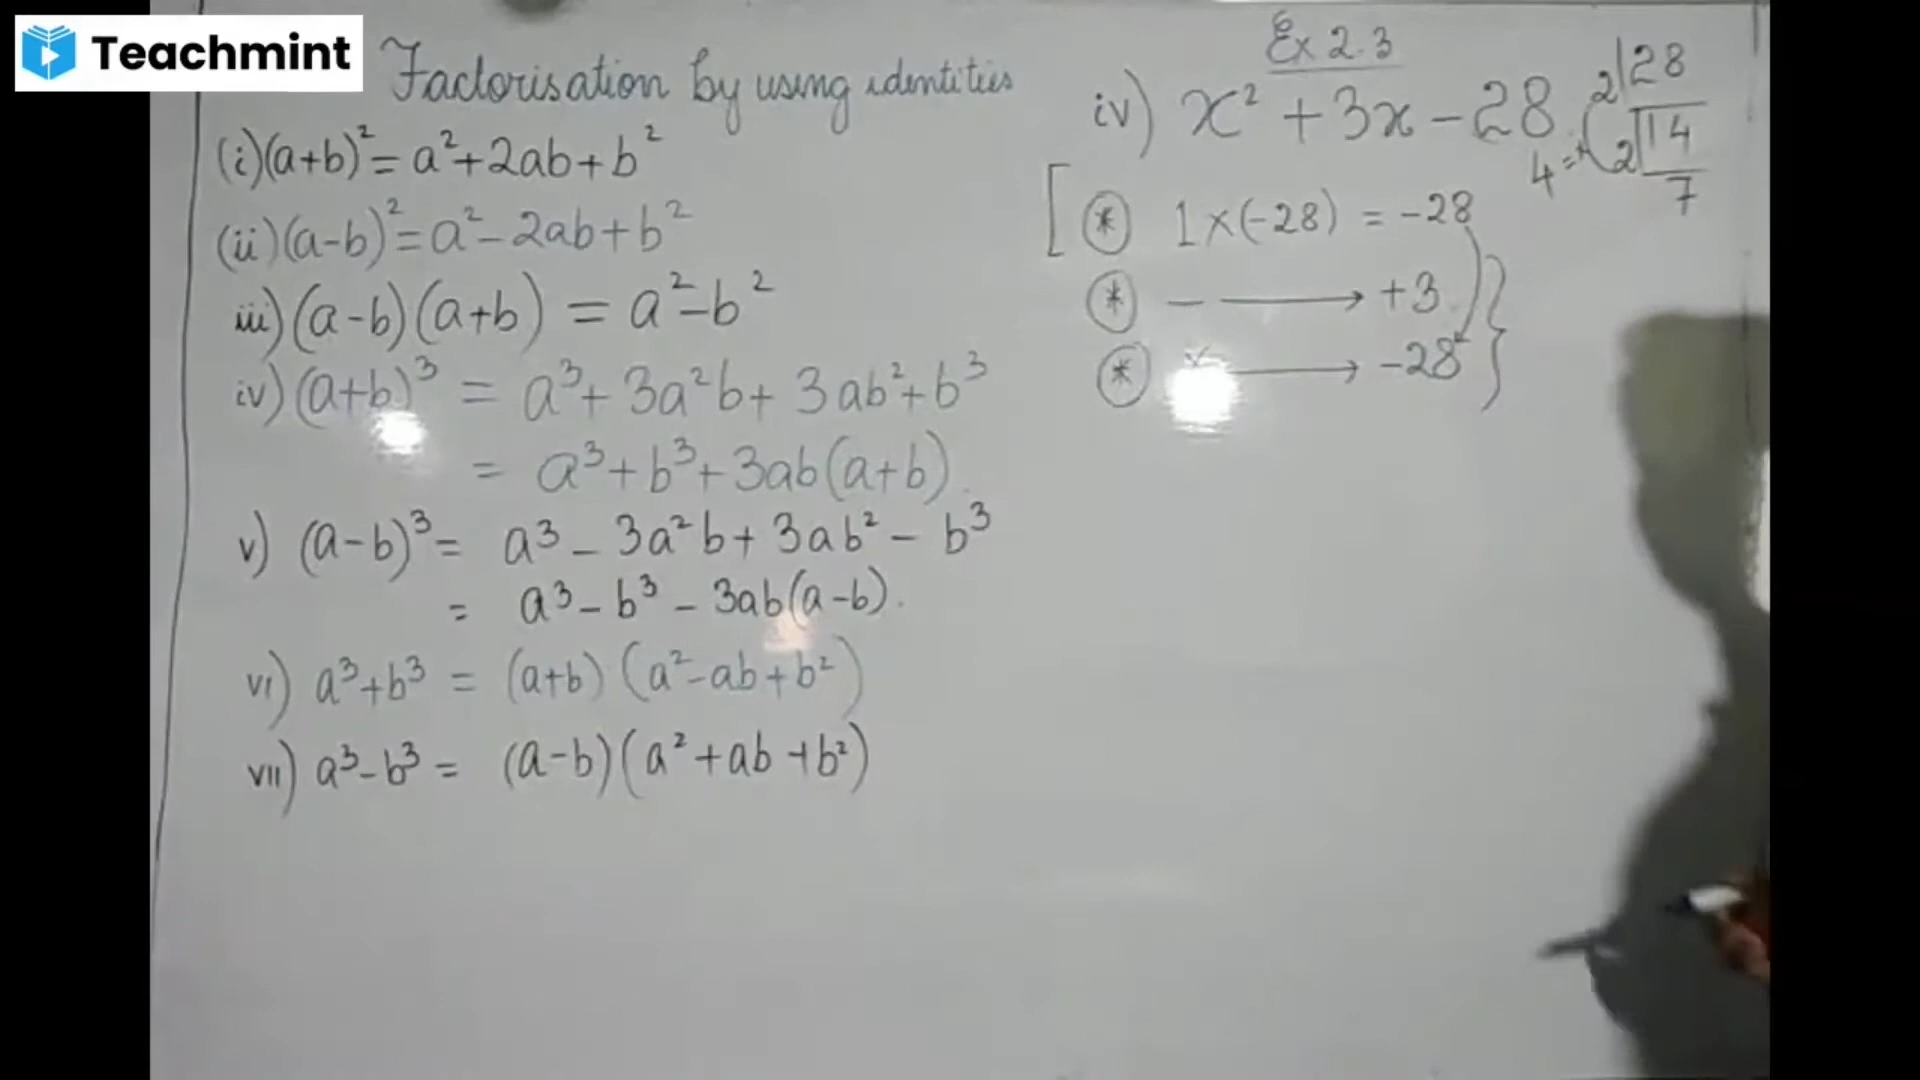 Teachmint
Factorisation by using identities
(i) (a+b)² = a²+2ab+b²
(ii) (a-b)² = a²-2ab+b²
iii) (a-b)(a+b) = a²-b²
iv) (a+b)³ = a³+3a²b+3ab²+b³
= a³+b³+3ab(a+b).
v) (a-b)³ = a³-3a²b+3ab²-b³
= a³-b³-3ab(a-b).
vi) a³+b³ = (a+b)(a²-ab+b²)
vii) a³-b³ = (a-b)(a²+ab+b²)
Ex 2.3
iv) x²+3x-28
2|28
4= 2|14
7
* 1×(-28) = -28
* - → +3
* × → -28